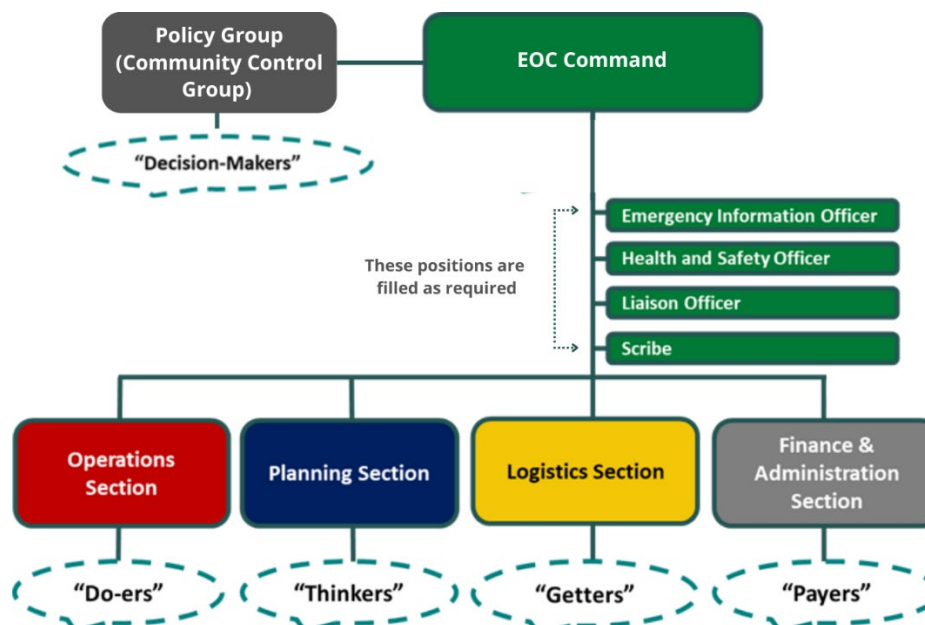 Policy Group
(Community Control
Group)
EOC Command
“Decision-Makers”
Emergency Information Officer
Health and Safety Officer
These positions are
filled as required
Liaison Officer
Scribe
Operations
Section
Planning Section
Logistics Section
Finance &
Administration
Section
“Do-ers”
“Thinkers”
“Getters”
“Payers”